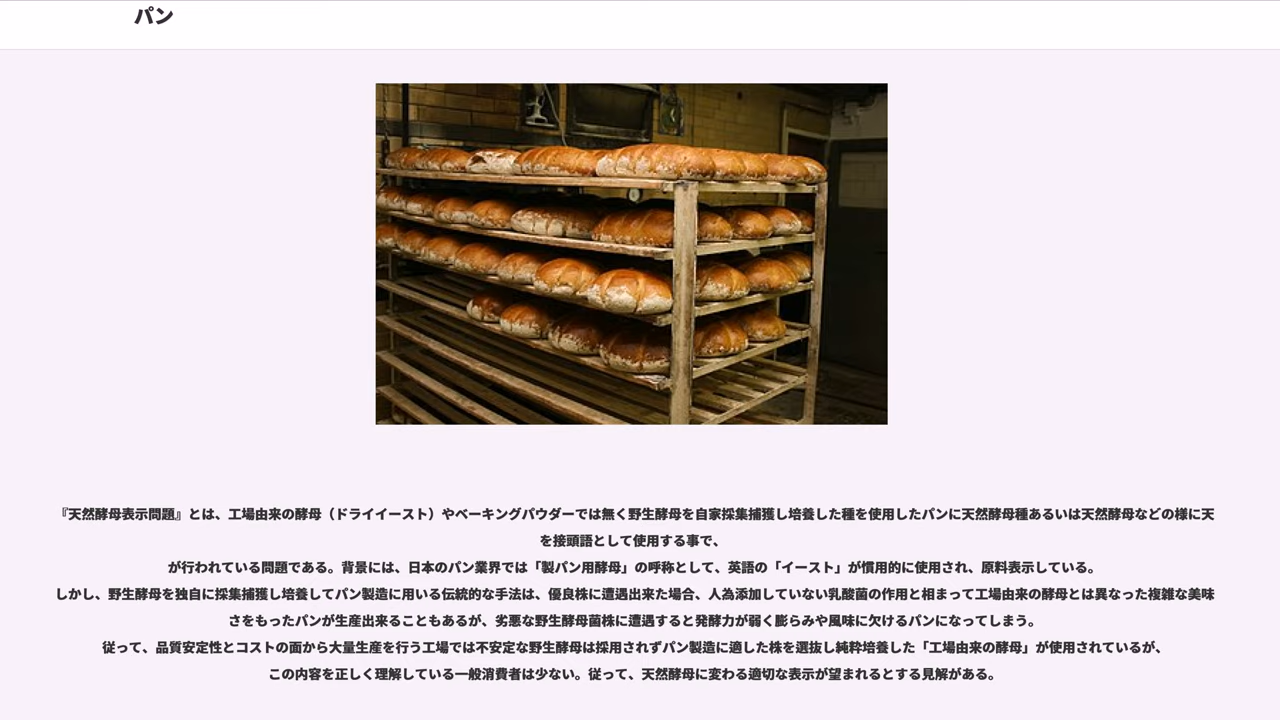 パン
『天然酵母表示問題』とは、工場由来の酵母（ドライイースト）やベーキングパウダーでは無く野生酵母を自家採集捕獲し培養した種を使用したパンに天然酵母種あるいは天然酵母などの様に天
を接頭語として使用する事で、
が行われている問題である。背景には、日本のパン業界では「製パン用酵母」の呼称として、英語の「イースト」が慣用的に使用され、原料表示している。
しかし、野生酵母を独自に採集捕獲し培養してパン製造に用いる伝統的な手法は、優良株に遭遇出来た場合、人為添加していない乳酸菌の作用と相まって工場由来の酵母とは異なった複雑な美味
さをもったパンが生産出来ることもあるが、劣悪な野生酵母菌株に遭遇すると発酵力が弱く膨らみや風味に欠けるパンになってしまう。
従って、品質安定性とコストの面から大量生産を行う工場では不安定な野生酵母は採用されずパン製造に適した株を選抜し純粋培養した「工場由来の酵母」が使用されているが、
この内容を正しく理解している一般消費者は少ない。従って、天然酵母に変わる適切な表示が望まれるとする見解がある。